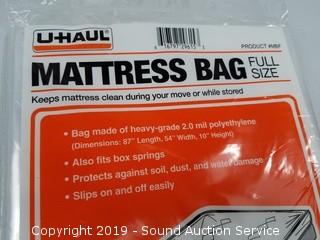 U-HAUL
16797 29615
PRODUCT #MBF
MATTRESS BAG FULL SIZE
Keeps mattress clean during your move or while stored
• Bag made of heavy-grade 2.0 mil polyethylene
(Dimensions: 87" Length, 54" Width, 10" Height)
• Also fits box springs
• Protects against soil, dust, and water damage
• Slips on and off easily
Copyright 2019 - Sound Auction Service